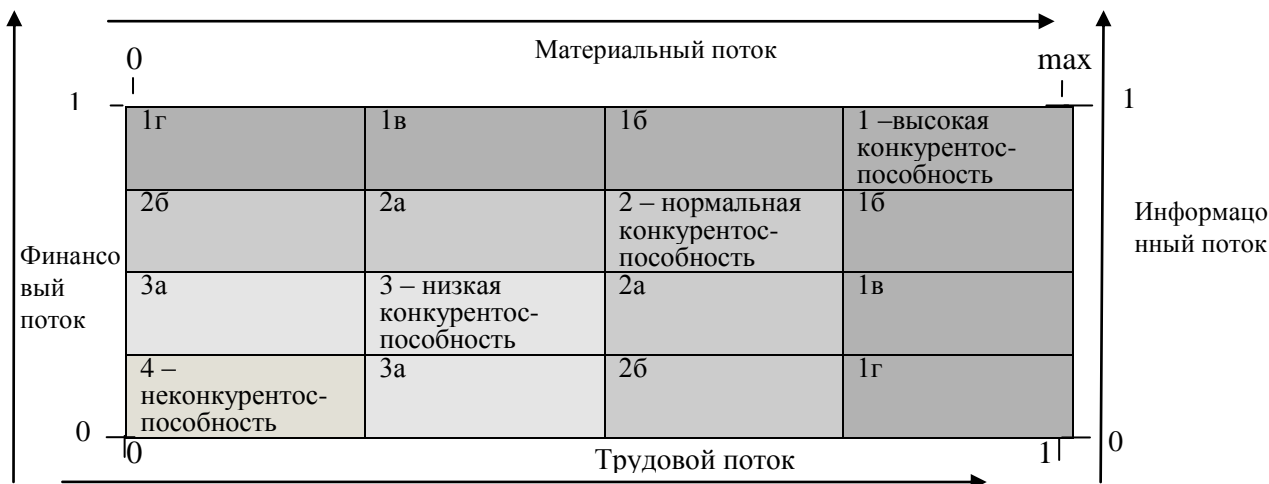 Материальный поток
0
max
1
1
1г
1в
1б
1 –высокая
конкурентос-
пособность
2б
2а
2 – нормальная
конкурентос-
пособность
1б
Финансо
вый
поток
Информацо
нный поток
3а
3 – низкая
конкурентос-
пособность
2а
1в
4 –
неконкурентос-
пособность
3а
2б
1г
0
0
0
Трудовой поток
1